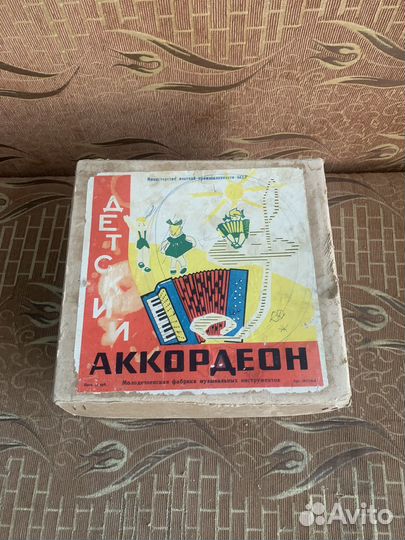 Министерство местной промышленности БССР
ДЕТСКИЙ
АККОРДЕОН
Молодечненская фабрика музыкальных инструментов
Avito